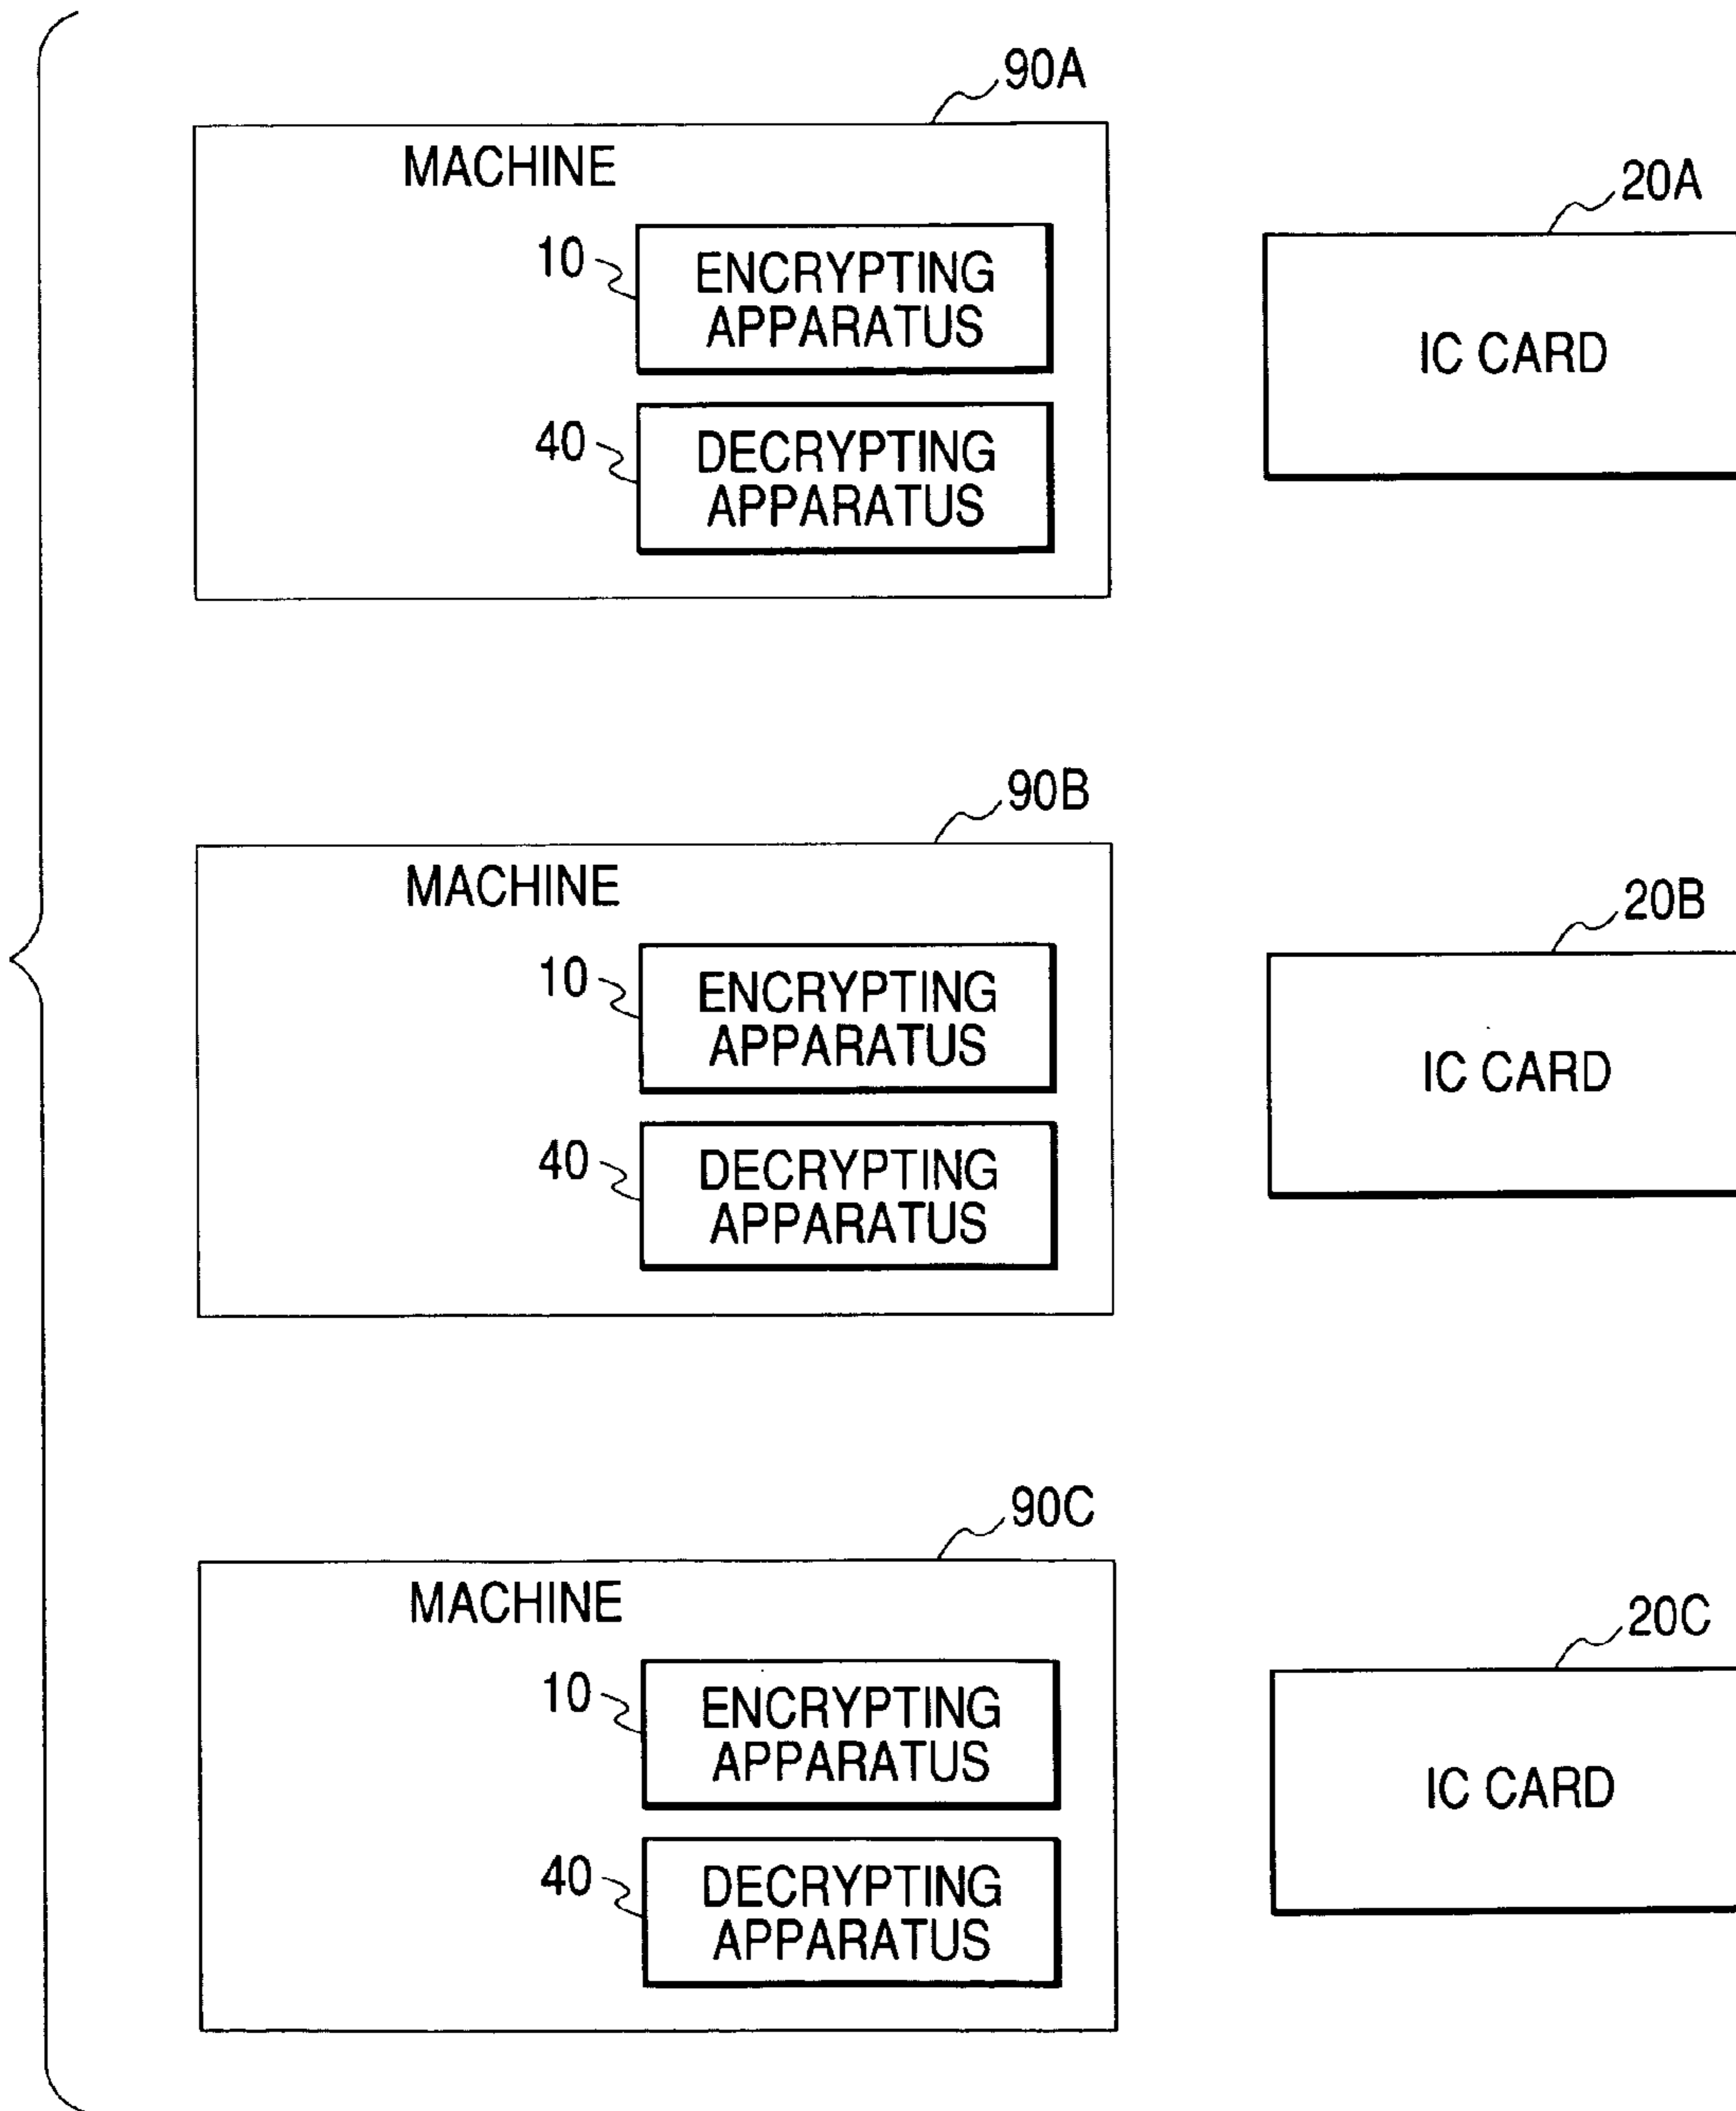 90A
MACHINE
20A
10
ENCRYPTING
APPARATUS
IC CARD
40
DECRYPTING
APPARATUS
90B
MACHINE
20B
10
ENCRYPTING
APPARATUS
IC CARD
40
DECRYPTING
APPARATUS
90C
MACHINE
20C
10
ENCRYPTING
APPARATUS
IC CARD
40
DECRYPTING
APPARATUS